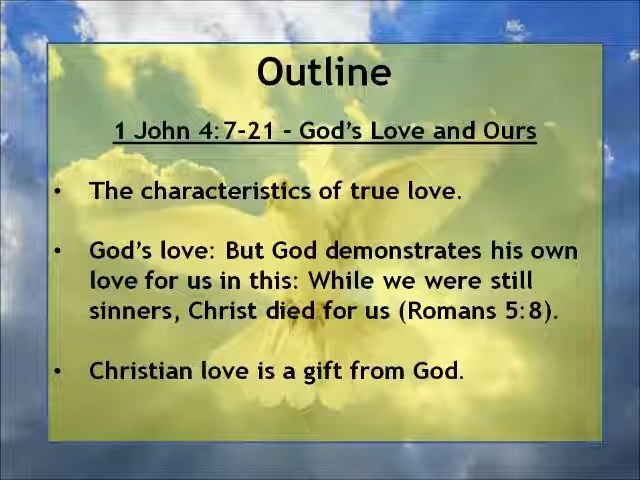 Outline
1 John 4:7-21 - God's Love and Ours
• The characteristics of true love.
• God's love: But God demonstrates his own
love for us in this: While we were still
sinners, Christ died for us (Romans 5:8).
• Christian love is a gift from God.